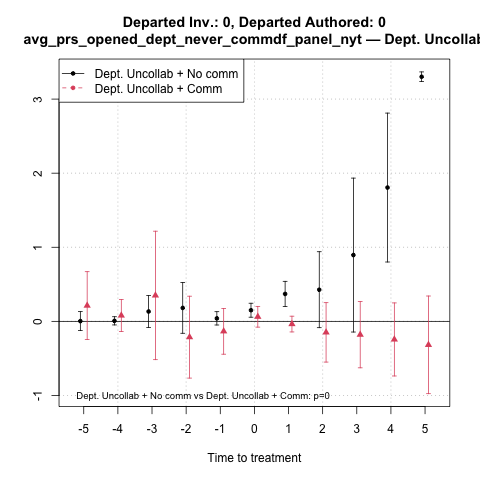 Departed Inv.: 0, Departed Authored: 0
avg_prs_opened_dept_never_commdf_panel_nyt — Dept. Uncollab
Dept. Uncollab + No comm
Dept. Uncollab + Comm
3
2
1
0
-1
Dept. Uncollab + No comm vs Dept. Uncollab + Comm: p=0
-5 -4 -3 -2 -1 0 1 2 3 4 5
Time to treatment